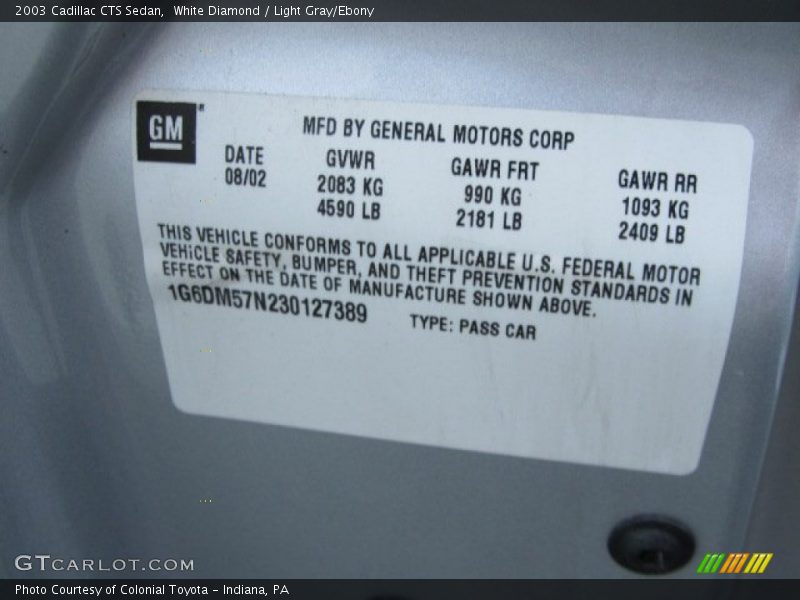 2003 Cadillac CTS Sedan,  White Diamond / Light Gray/Ebony
GM
MFD BY GENERAL MOTORS CORP
DATE GVWR GAWR FRT GAWR RR
08/02 2083 KG 990 KG 1093 KG
4590 LB 2181 LB 2409 LB
THIS VEHICLE CONFORMS TO ALL APPLICABLE U.S. FEDERAL MOTOR
VEHICLE SAFETY, BUMPER, AND THEFT PREVENTION STANDARDS IN
EFFECT ON THE DATE OF MANUFACTURE SHOWN ABOVE.
1G6DM57N230127389 TYPE: PASS CAR
GTCARLOT.COM
Photo Courtesy of Colonial Toyota - Indiana, PA